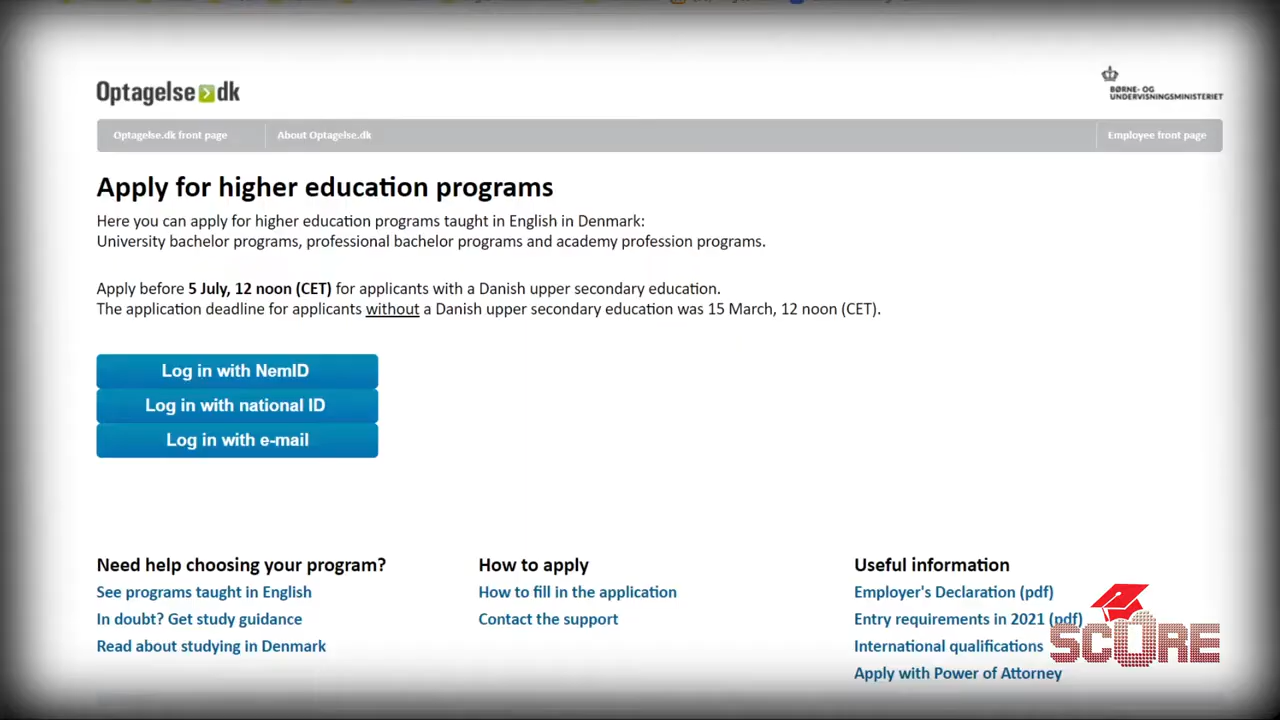 Optagelse dk
BØRNE- OG
UNDERVISNINGSMINISTERIET
Optagelse.dk front page
About Optagelse.dk
Employee front page
Apply for higher education programs
Here you can apply for higher education programs taught in English in Denmark:
University bachelor programs, professional bachelor programs and academy profession programs.
Apply before 5 July, 12 noon (CET) for applicants with a Danish upper secondary education.
The application deadline for applicants without a Danish upper secondary education was 15 March, 12 noon (CET).
Log in with NemID
Log in with national ID
Log in with e-mail
Need help choosing your program?
See programs taught in English
In doubt? Get study guidance
Read about studying in Denmark
How to apply
How to fill in the application
Contact the support
Useful information
Employer's Declaration (pdf)
Entry requirements in 2021 (pdf)
International qualifications
Apply with Power of Attorney
SCORE